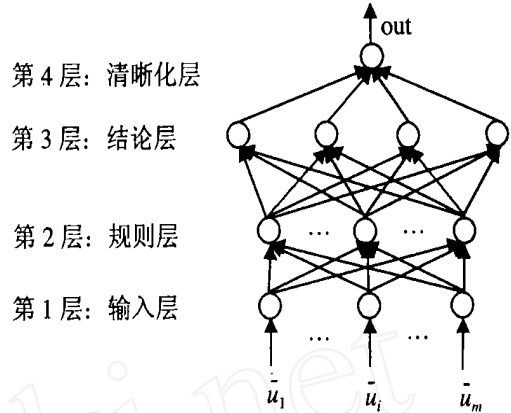 out
第4层：清晰化层
第3层：结论层
第2层：规则层
... ...
第1层：输入层
... ...
ū₁ ūᵢ ūₘ